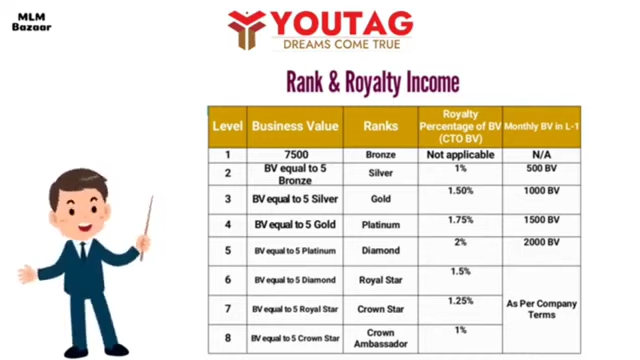 MLM
Bazaar
YOUTAG
DREAMS COME TRUE
Rank & Royalty Income
Level Business Value Ranks Royalty Percentage of BV (CTO BV) Monthly BV in L-1
1 7500 Bronze Not applicable N/A
2 BV equal to 5 Bronze Silver 1% 500 BV
3 BV equal to 5 Silver Gold 1.50% 1000 BV
4 BV equal to 5 Gold Platinum 1.75% 1500 BV
5 BV equal to 5 Platinum Diamond 2% 2000 BV
6 BV equal to 5 Diamond Royal Star 1.5%
7 BV equal to 5 Royal Star Crown Star 1.25% As Per Company Terms
8 BV equal to 5 Crown Star Crown Ambassador 1%